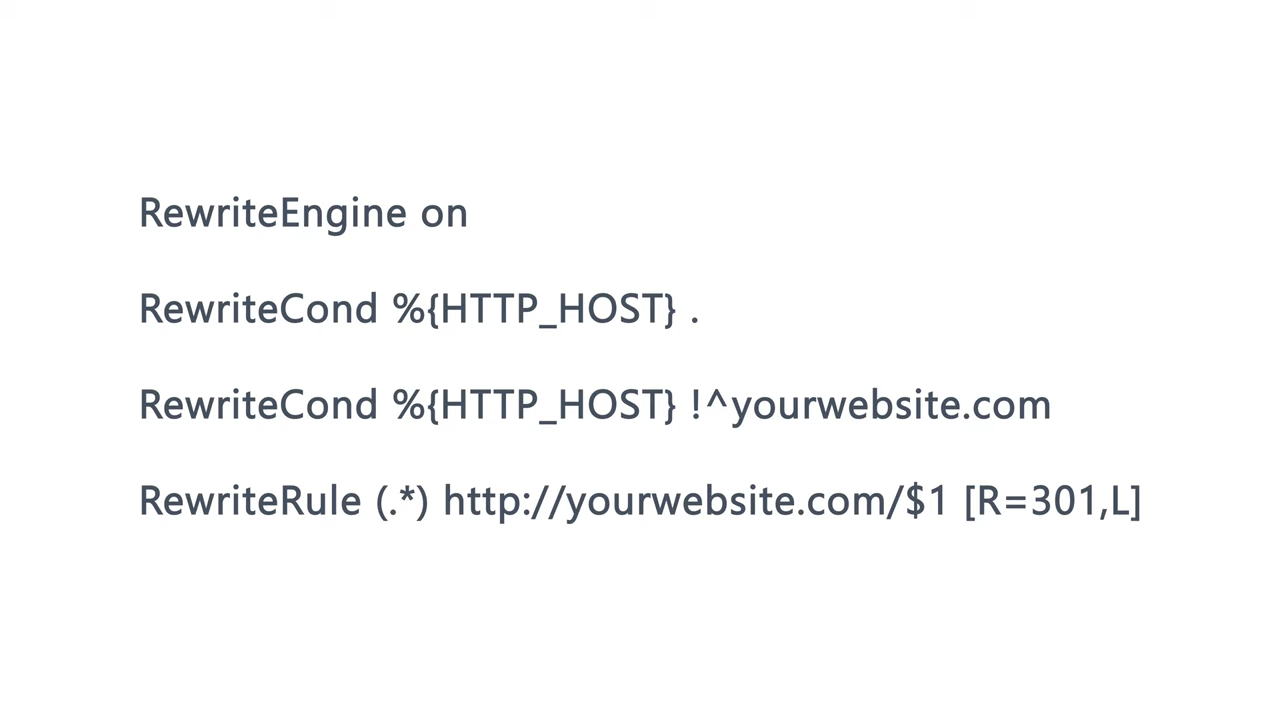 RewriteEngine on
RewriteCond %{HTTP_HOST} .
RewriteCond %{HTTP_HOST} !^yourwebsite.com
RewriteRule (.*) http://yourwebsite.com/$1 [R=301,L]